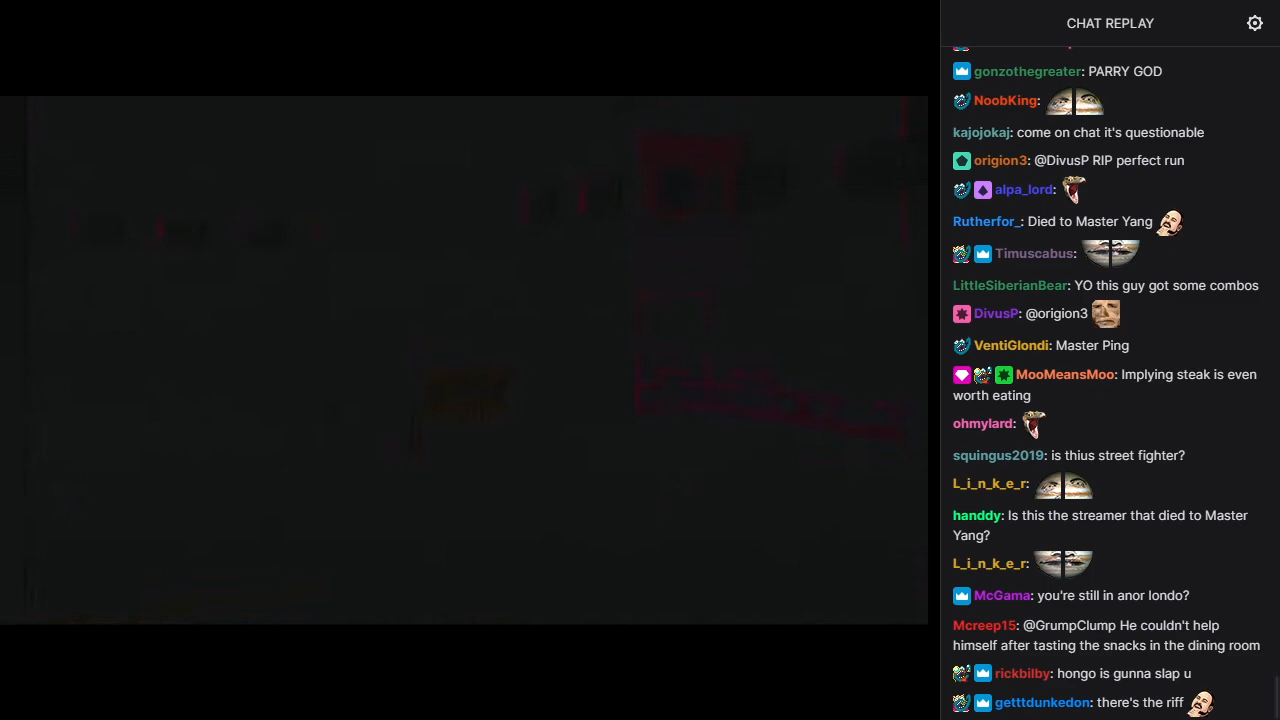 CHAT REPLAY
gonzothegreater: PARRY GOD
NoobKing:
kajojokaj: come on chat it's questionable
origion3: @DivusP RIP perfect run
alpa_lord:
Rutherfor_: Died to Master Yang
Timuscabus:
LittleSiberianBear: YO this guy got some combos
DivusP: @origion3
VentiGlondi: Master Ping
MooMeansMoo: Implying steak is even
worth eating
ohmylard:
squingus2019: is thius street fighter?
L_i_n_k_e_r:
handdy: Is this the streamer that died to Master
Yang?
L_i_n_k_e_r:
McGama: you're still in anor londo?
Mcreep15: @GrumpClump He couldn't help
himself after tasting the snacks in the dining room
rickbilby: hongo is gunna slap u
getttdunkedon: there's the riff